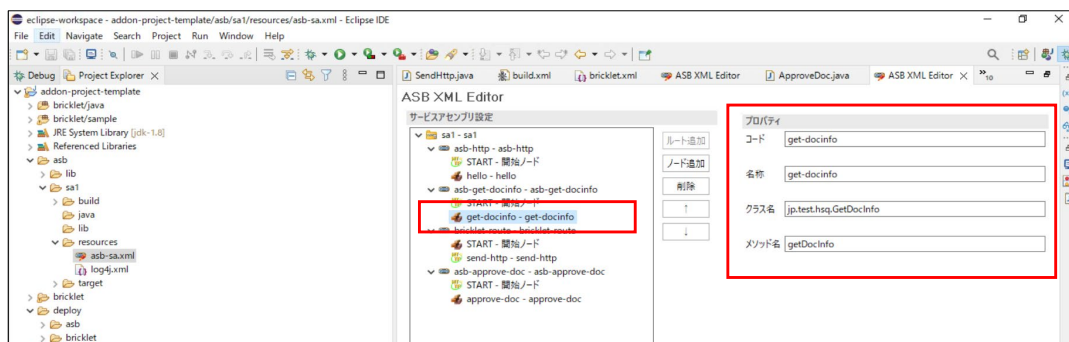 eclipse-workspace - addon-project-template/asb/sa1/resources/asb-sa.xml - Eclipse IDE
File Edit Navigate Search Project Run Window Help
Debug Project Explorer
SendHttp.java build.xml bricklet.xml ASB XML Editor ApproveDoc.java ASB XML Editor
10
addon-project-template
bricklet/java
bricklet/sample
JRE System Library [jdk-1.8]
Referenced Libraries
asb
lib
sa1
build
java
lib
resources
asb-sa.xml
log4j.xml
target
bricklet
deploy
asb
bricklet
ASB XML Editor
サービスアセンブリ設定
sa1 - sa1
asb-http - asb-http
START - 開始ノード
hello - hello
asb-get-docinfo - asb-get-docinfo
START - 開始ノード
get-docinfo - get-docinfo
bricklet-route - bricklet-route
START - 開始ノード
send-http - send-http
asb-approve-doc - asb-approve-doc
START - 開始ノード
approve-doc - approve-doc
ルート追加
ノード追加
削除
↑
↓
プロパティ
コード get-docinfo
名称 get-docinfo
クラス名 jp.test.hsq.GetDocInfo
メソッド名 getDocInfo